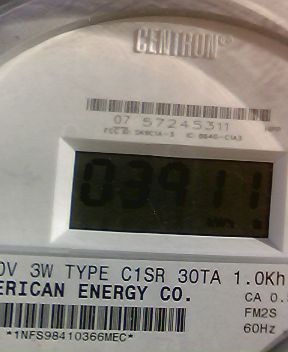 CENTRON®
07 57245311
03911
0V 3W TYPE C1SR 30TA 1.0Kh
ERICAN ENERGY CO.
CA 0.5
FM2S
60Hz
*1NFS98410366MEC*